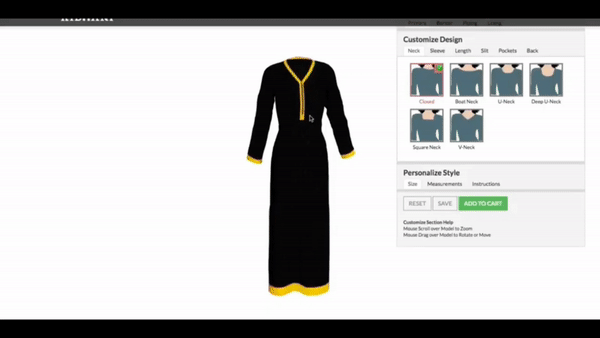 Customize Design
Neck Sleeve Length Slit Pockets Back
Closed Boat Neck U-Neck Deep U-Neck
Square Neck V-Neck
Personalize Style
Size Measurements Instructions
RESET SAVE ADD TO CART
Customize Section Help
Mouse Scroll over Model to Zoom
Mouse Drag over Model to Rotate or Move